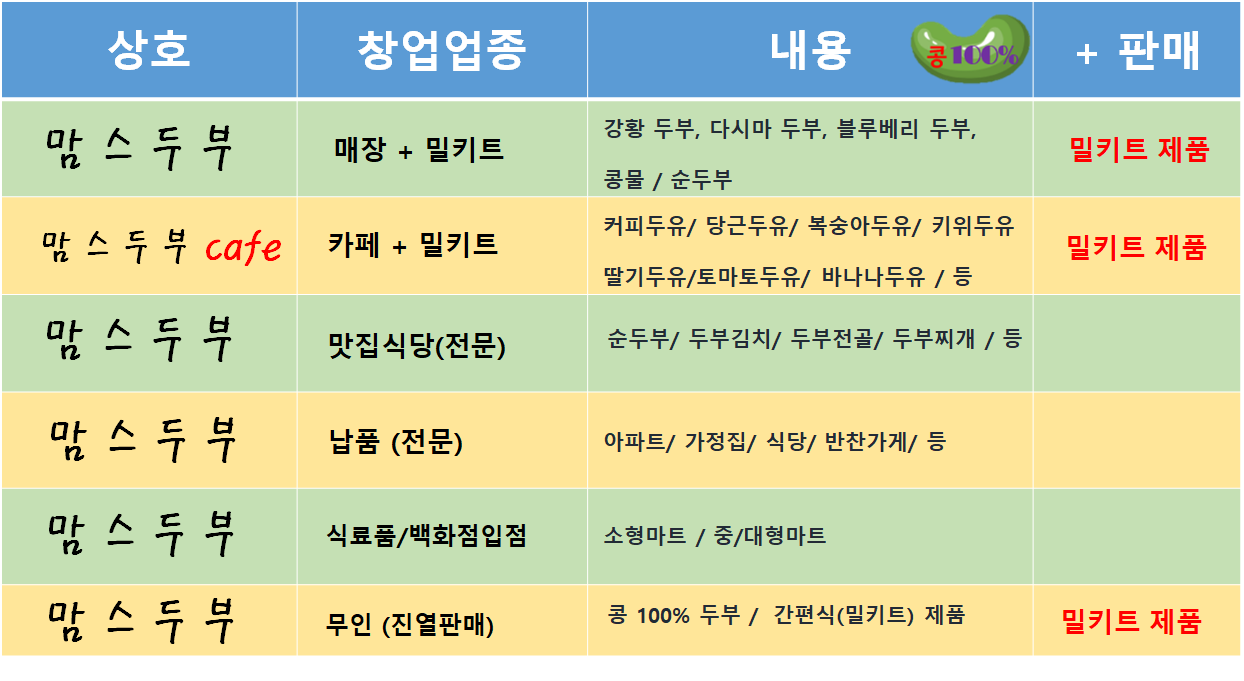 상호 창업업종 내용 콩100% + 판매
맘 스 두 부 매장 + 밀키트 강황 두부, 다시마 두부, 블루베리 두부,
콩물 / 순두부 밀키트 제품
맘 스 두 부 cafe 카페 + 밀키트 커피두유/ 당근두유/ 복숭아두유/ 키위두유
딸기두유/토마토두유/ 바나나두유 / 등 밀키트 제품
맘 스 두 부 맛집식당(전문) 순두부/ 두부김치/ 두부전골/ 두부찌개 / 등
맘 스 두 부 납품 (전문) 아파트/ 가정집/ 식당/ 반찬가게/ 등
맘 스 두 부 식료품/백화점입점 소형마트 / 중/대형마트
맘 스 두 부 무인 (진열판매) 콩 100% 두부 / 간편식(밀키트) 제품 밀키트 제품